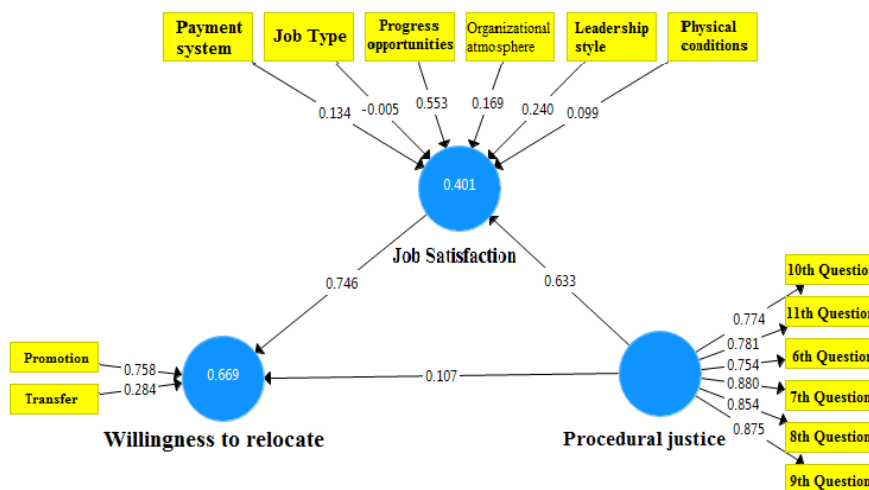 Payment
system
Job Type
Progress
opportunities
Organizational
atmosphere
Leadership
style
Physical
conditions
0.134
-0.005
0.553
0.169
0.240
0.099
0.401
Job Satisfaction
0.746
0.633
10th Question
11th Question
6th Question
7th Question
8th Question
9th Question
0.774
0.781
0.754
0.880
0.854
0.875
Promotion
Transfer
0.758
0.284
0.669
0.107
Willingness to relocate
Procedural justice